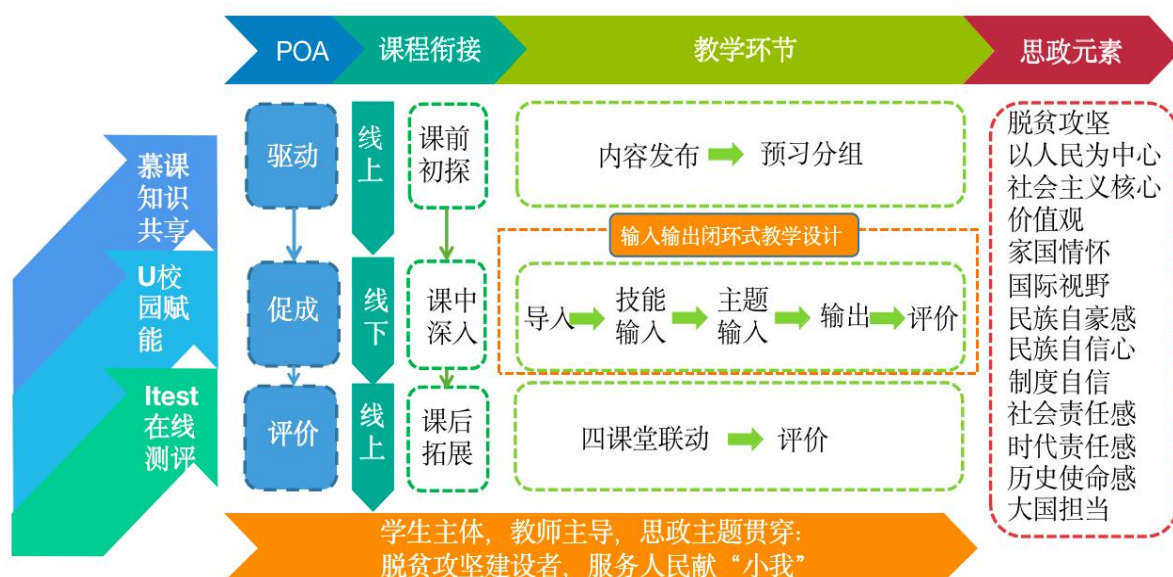 POA
课程衔接
教学环节
思政元素
慕课
知识
共享
U校
园赋
能
Itest
在线
测评
驱动
促成
评价
线上
线下
线上
课前
初探
课中
深入
课后
拓展
内容发布
预习分组
输入输出闭环式教学设计
导入
技能
输入
主题
输入
输出
评价
四课堂联动
评价
脱贫攻坚
以人民为中心
社会主义核心
价值观
家国情怀
国际视野
民族自豪感
民族自信心
制度自信
社会责任感
时代责任感
历史使命感
大国担当
学生主体，教师主导，思政主题贯穿：
脱贫攻坚建设者，服务人民献“小我”